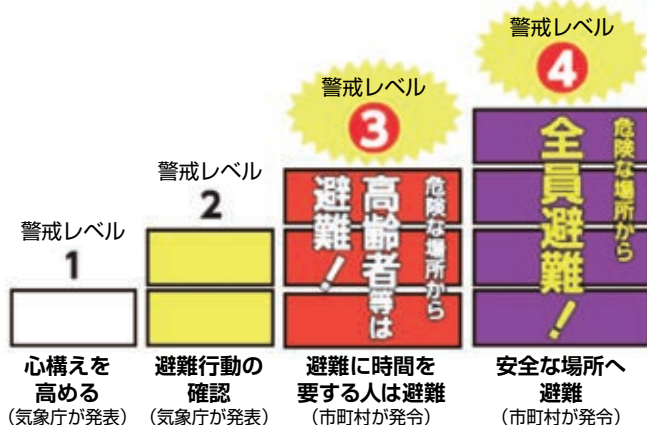 警戒レベル
1
心構えを
高める
（気象庁が発表）
警戒レベル
2
避難行動の
確認
（気象庁が発表）
警戒レベル
3
危険な場所から
高齢者等は
避難！
避難に時間を
要する人は避難
（市町村が発令）
警戒レベル
4
危険な場所から
全員避難！
安全な場所へ
避難
（市町村が発令）